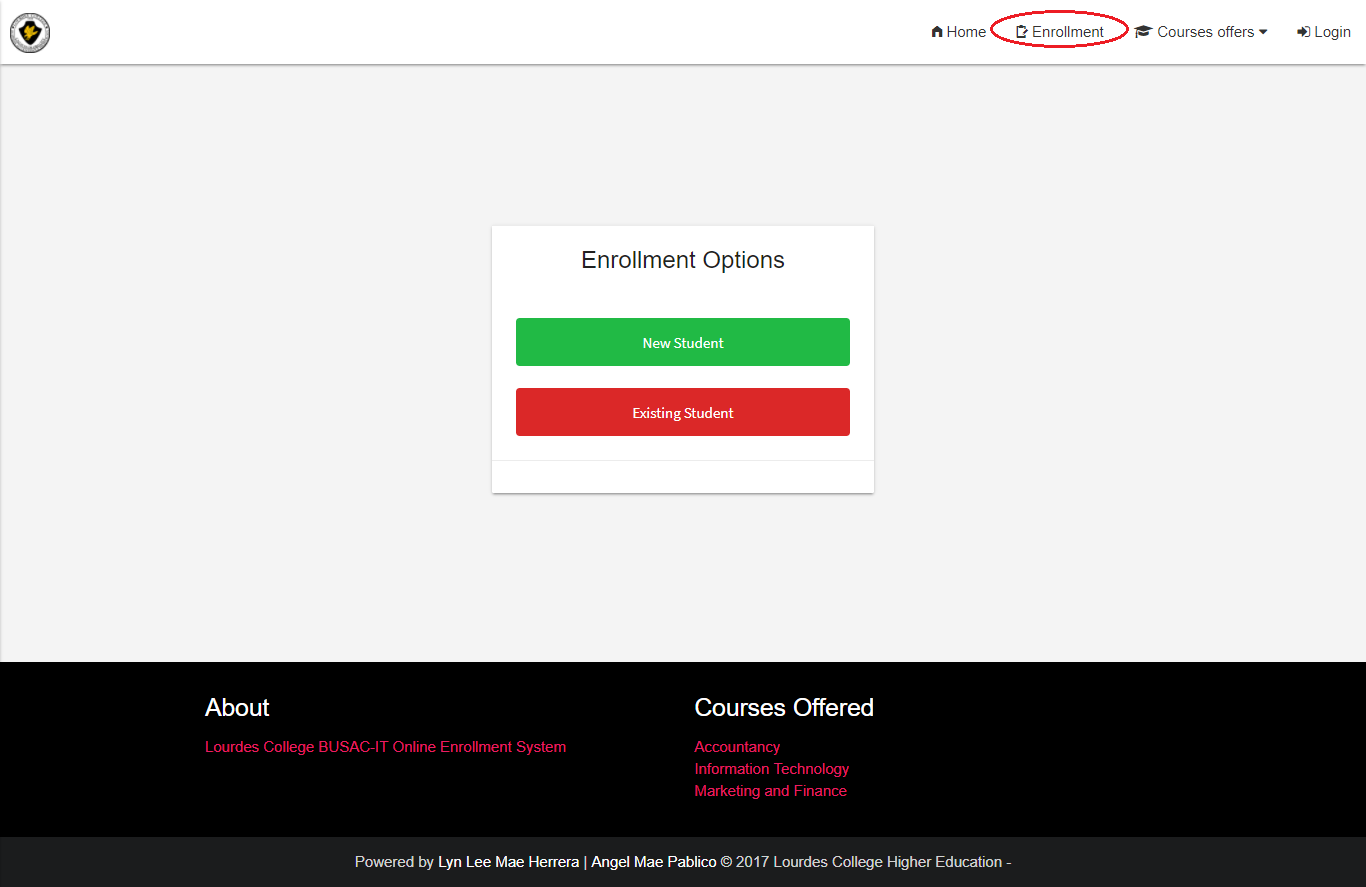 Home Enrollment Courses offers Login
Enrollment Options
New Student
Existing Student
About
Lourdes College BUSAC-IT Online Enrollment System
Courses Offered
Accountancy
Information Technology
Marketing and Finance
Powered by Lyn Lee Mae Herrera | Angel Mae Pablico © 2017 Lourdes College Higher Education -